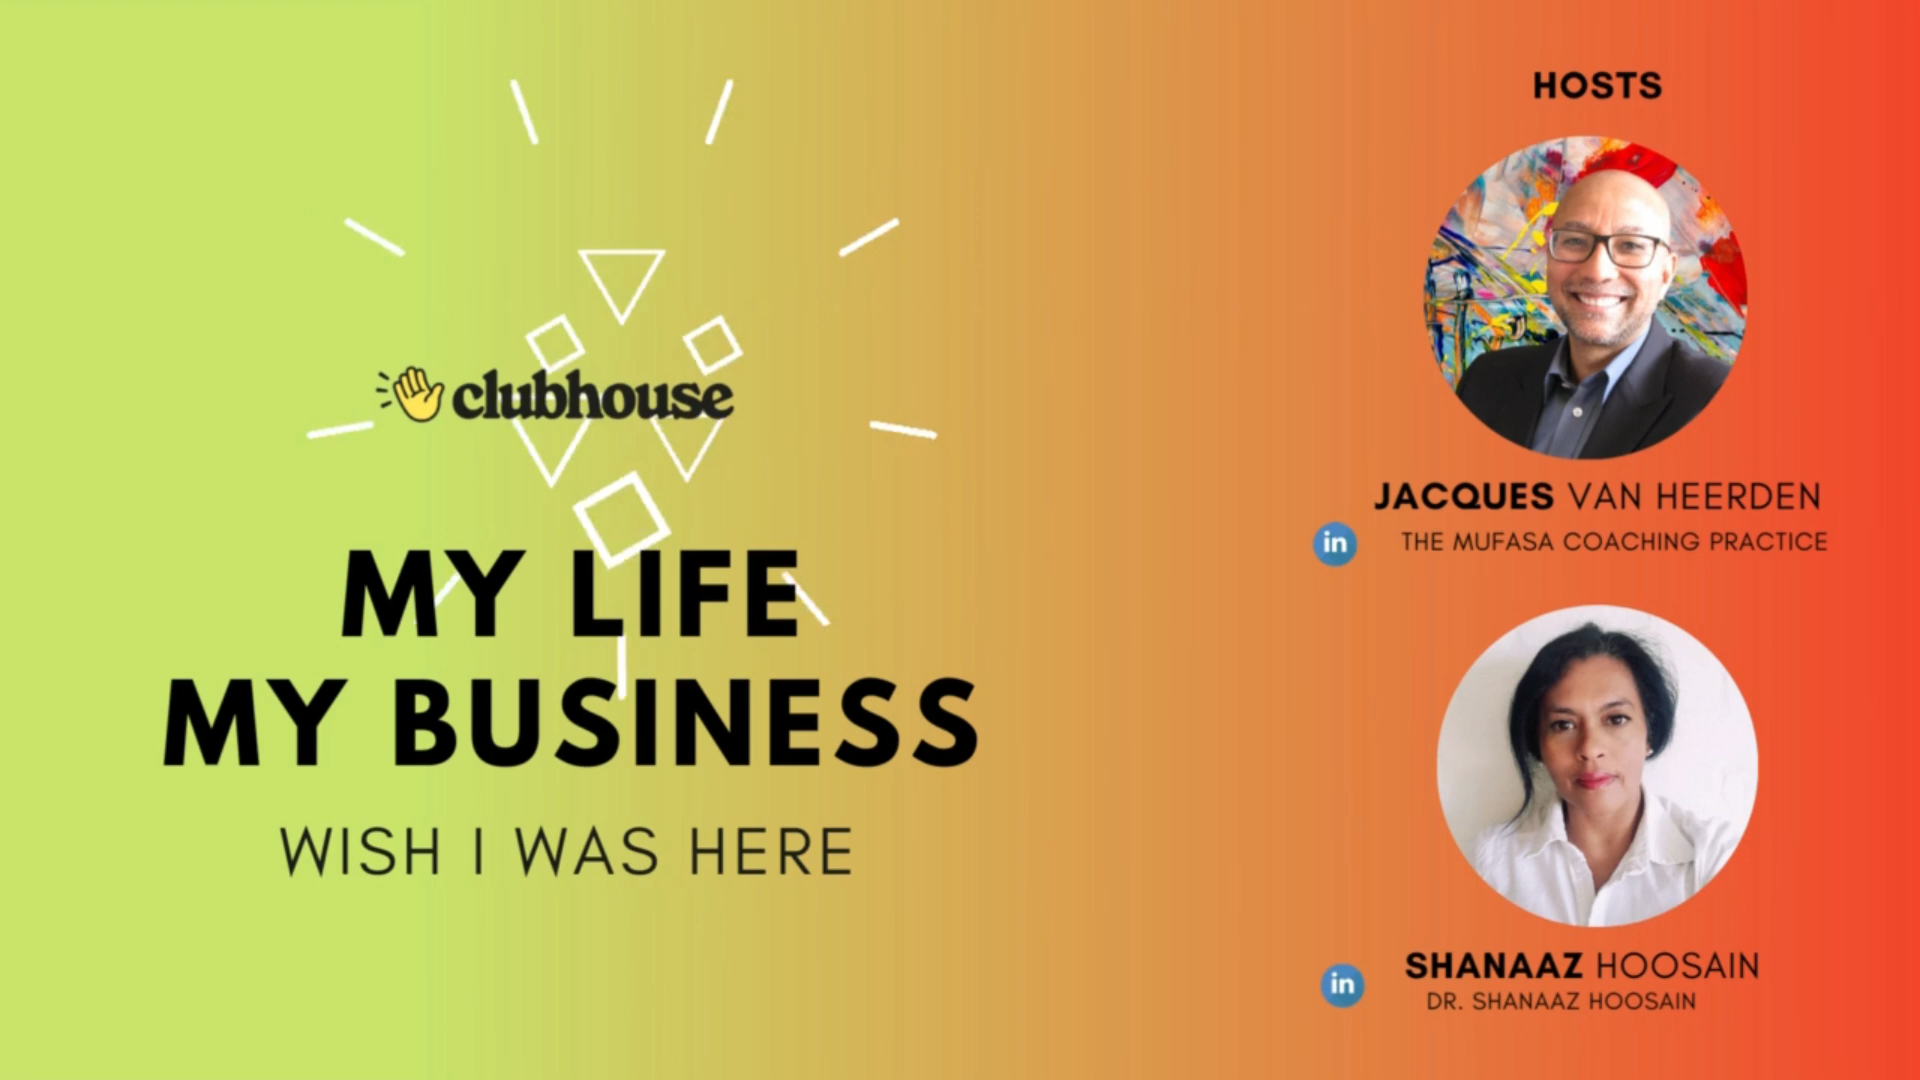 clubhouse
MY LIFE
MY BUSINESS
WISH I WAS HERE
HOSTS
JACQUES VAN HEERDEN
in THE MUFASA COACHING PRACTICE
SHANAAZ HOOSAIN
in DR. SHANAAZ HOOSAIN